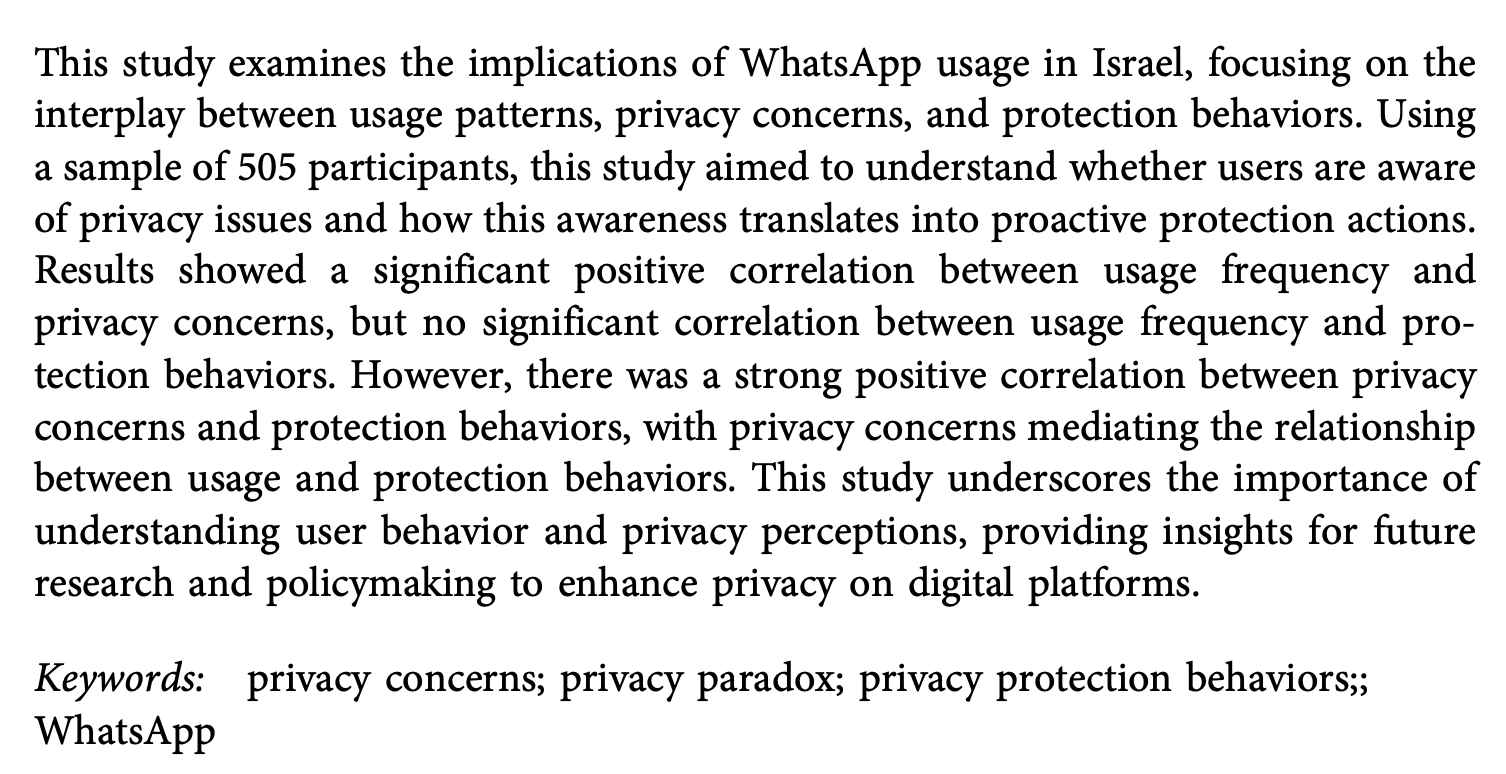 This study examines the implications of WhatsApp usage in Israel, focusing on the
interplay between usage patterns, privacy concerns, and protection behaviors. Using
a sample of 505 participants, this study aimed to understand whether users are aware
of privacy issues and how this awareness translates into proactive protection actions.
Results showed a significant positive correlation between usage frequency and
privacy concerns, but no significant correlation between usage frequency and pro-
tection behaviors. However, there was a strong positive correlation between privacy
concerns and protection behaviors, with privacy concerns mediating the relationship
between usage and protection behaviors. This study underscores the importance of
understanding user behavior and privacy perceptions, providing insights for future
research and policymaking to enhance privacy on digital platforms.
Keywords: privacy concerns; privacy paradox; privacy protection behaviors;;
WhatsApp